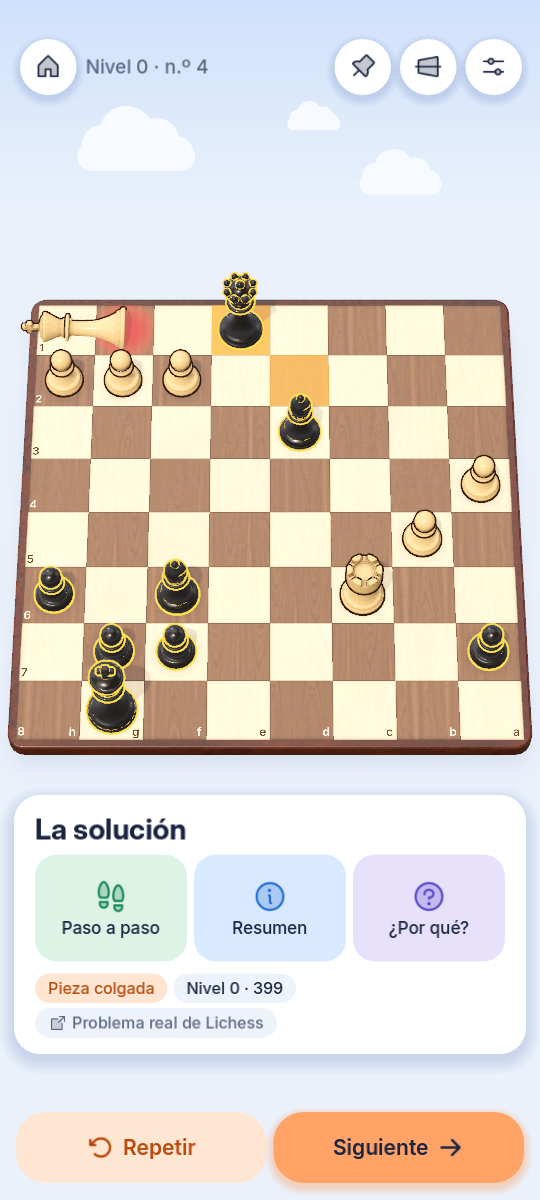 Nivel 0 · n.º 4
1
2
3
4
5
6
7
8 h g f e d c b a
La solución
Paso a paso Resumen ¿Por qué?
Pieza colgada Nivel 0 · 399
Problema real de Lichess
Repetir Siguiente